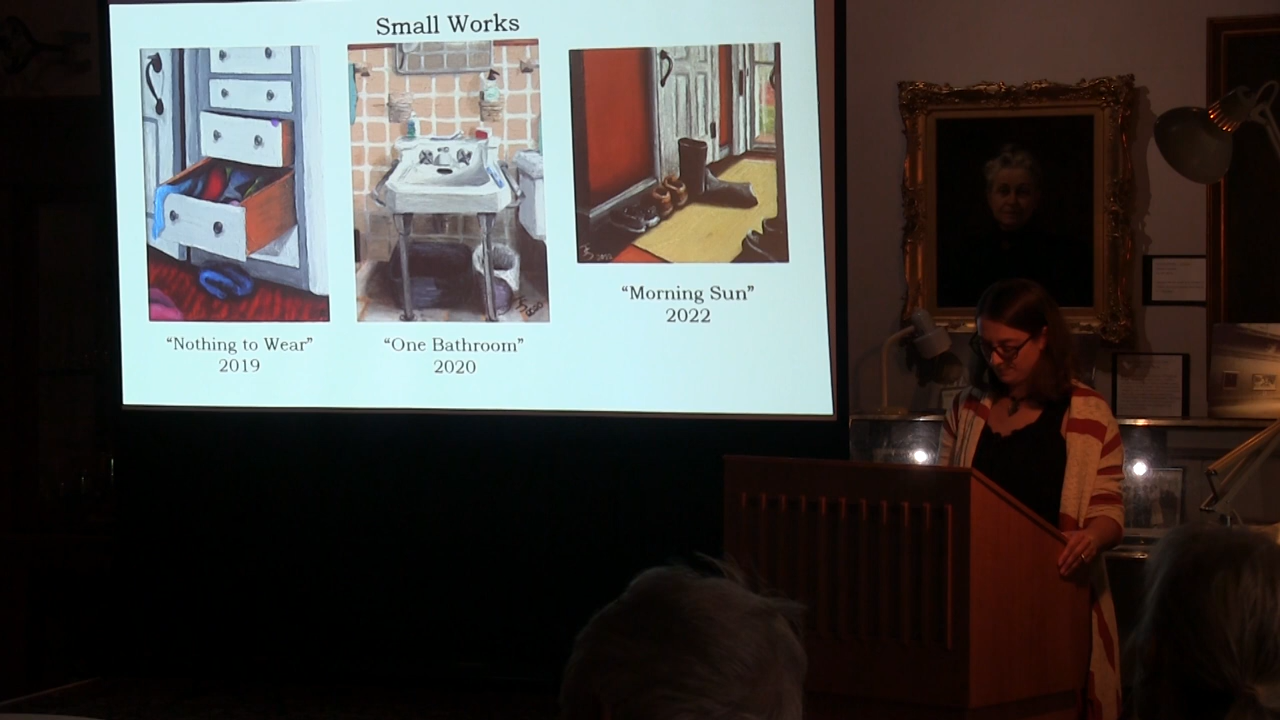 Small Works
“Nothing to Wear”
2019
“One Bathroom”
2020
“Morning Sun”
2022